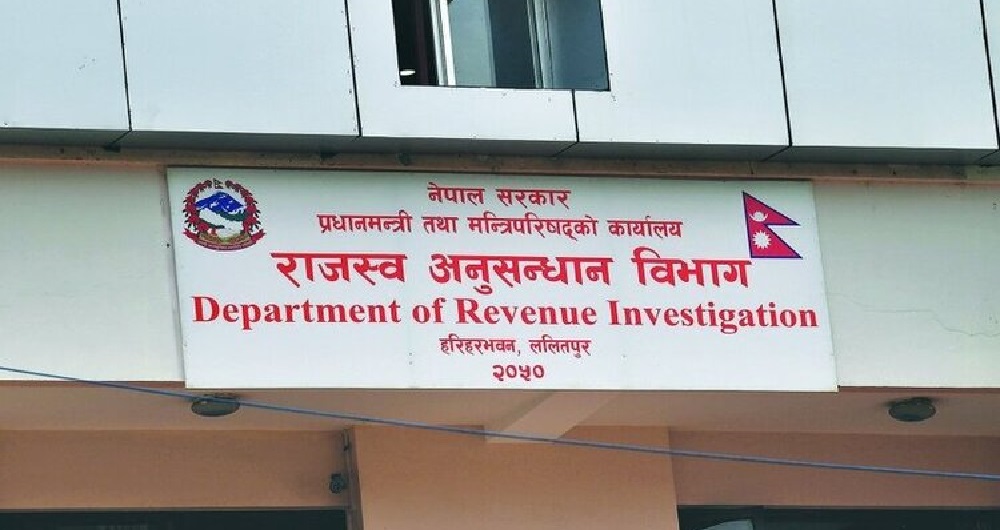 नेपाल सरकार
प्रधानमन्त्री तथा मन्त्रिपरिषद्को कार्यालय
राजस्व अनुसन्धान विभाग
Department of Revenue Investigation
हरिहरभवन, ललितपुर
२०५०